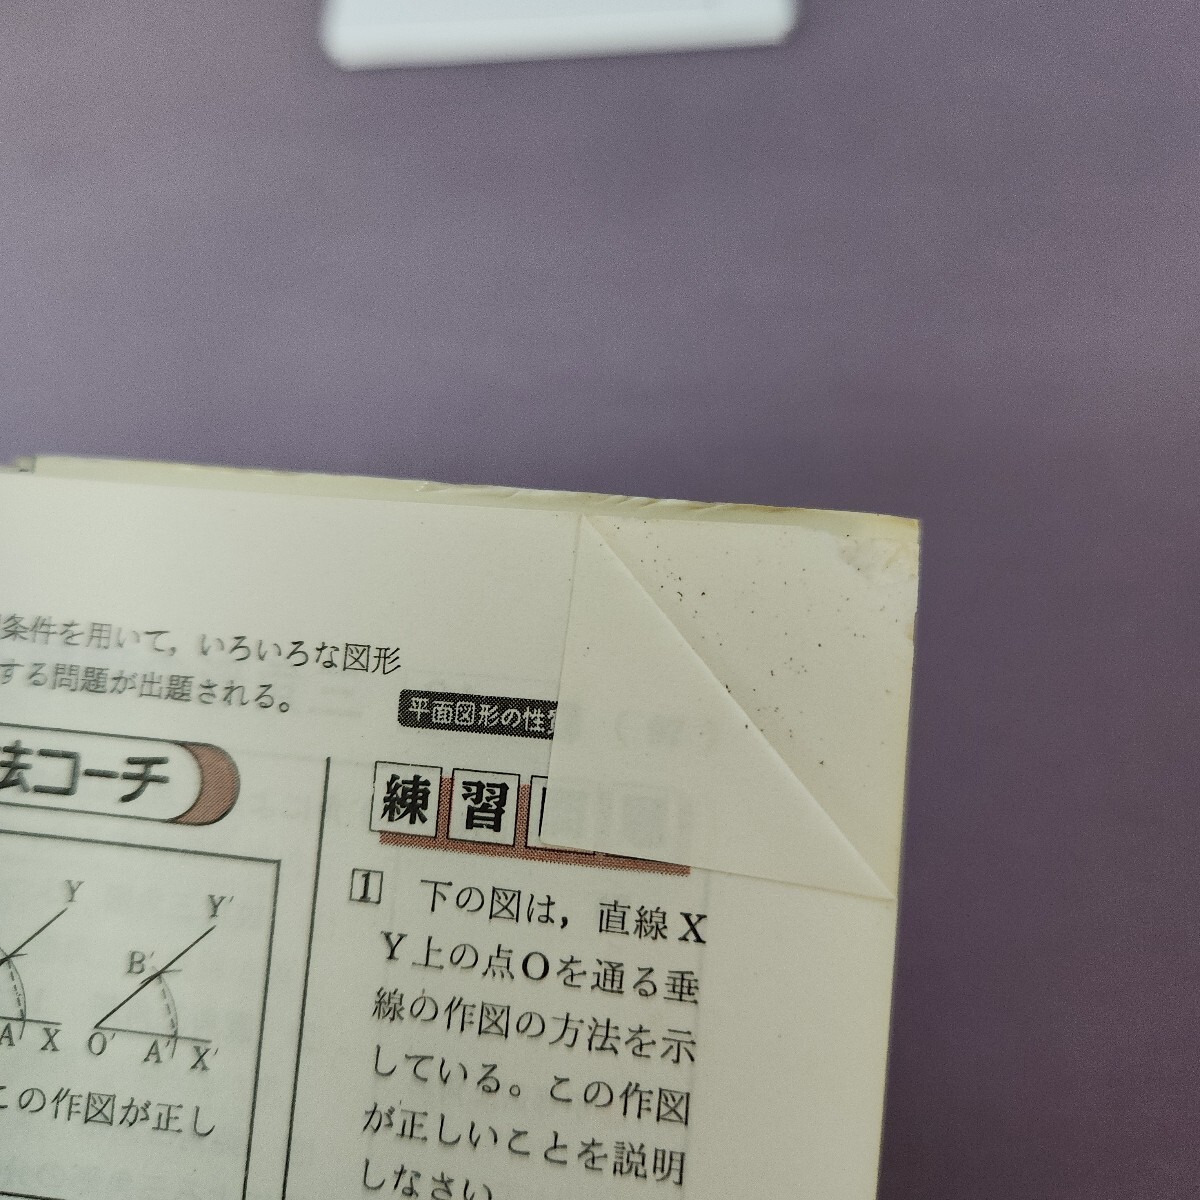 条件を用いて，いろいろな図形
する問題が出題される。
平面図形の性質
法コーチ
Y
Y′
B′
A X O′ A′ X′
この作図が正し
練習
1 下の図は，直線X
Y上の点Oを通る垂
線の作図の方法を示
している。この作図
が正しいことを説明
しなさい。